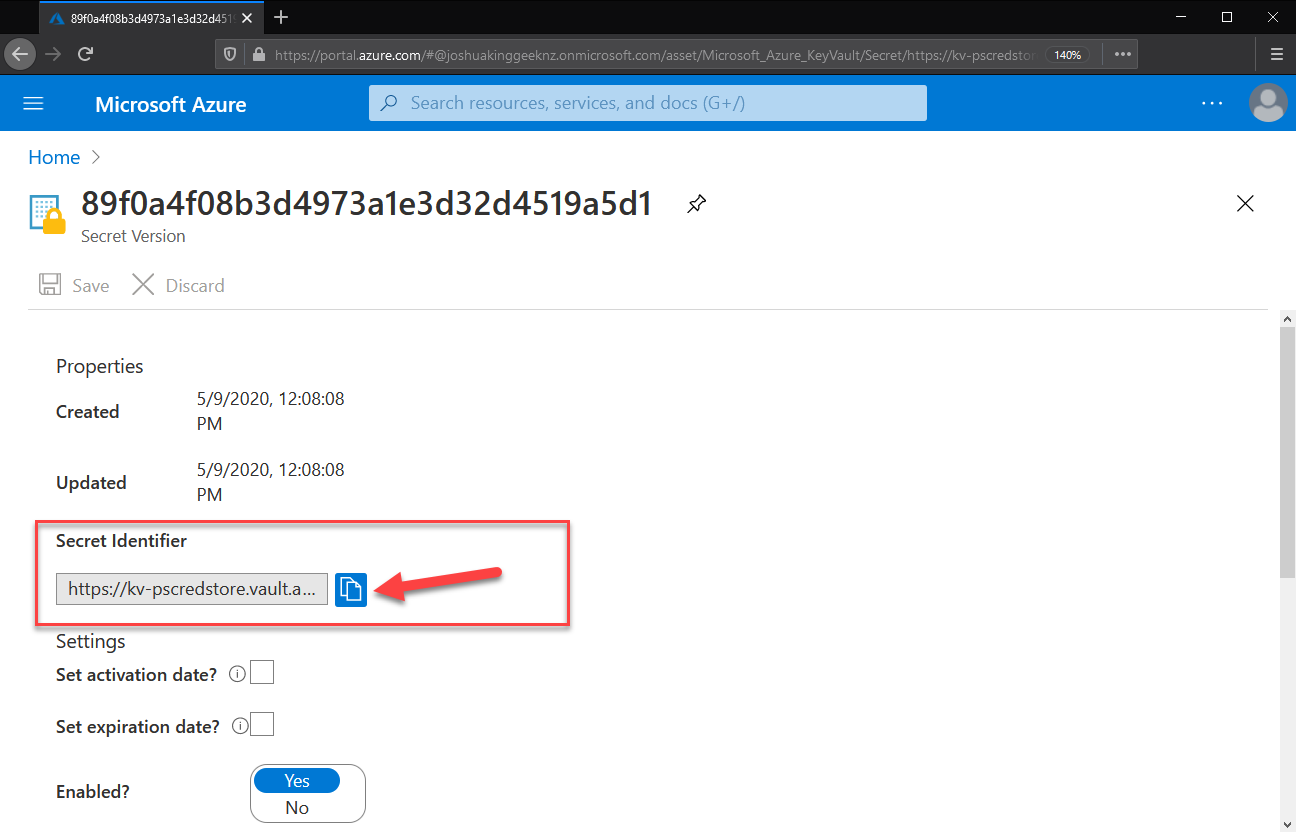 89f0a4f08b3d4973a1e3d32d4519
https://portal.azure.com/#@joshuakinggeeknz.onmicrosoft.com/asset/Microsoft_Azure_KeyVault/Secret/https://kv-pscredstor 140%
Microsoft Azure
Search resources, services, and docs (G+/)
Home
89f0a4f08b3d4973a1e3d32d4519a5d1
Secret Version
Save Discard
Properties
Created 5/9/2020, 12:08:08
PM
Updated 5/9/2020, 12:08:08
PM
Secret Identifier
https://kv-pscredstore.vault.a...
Settings
Set activation date?
Set expiration date?
Enabled? Yes
No